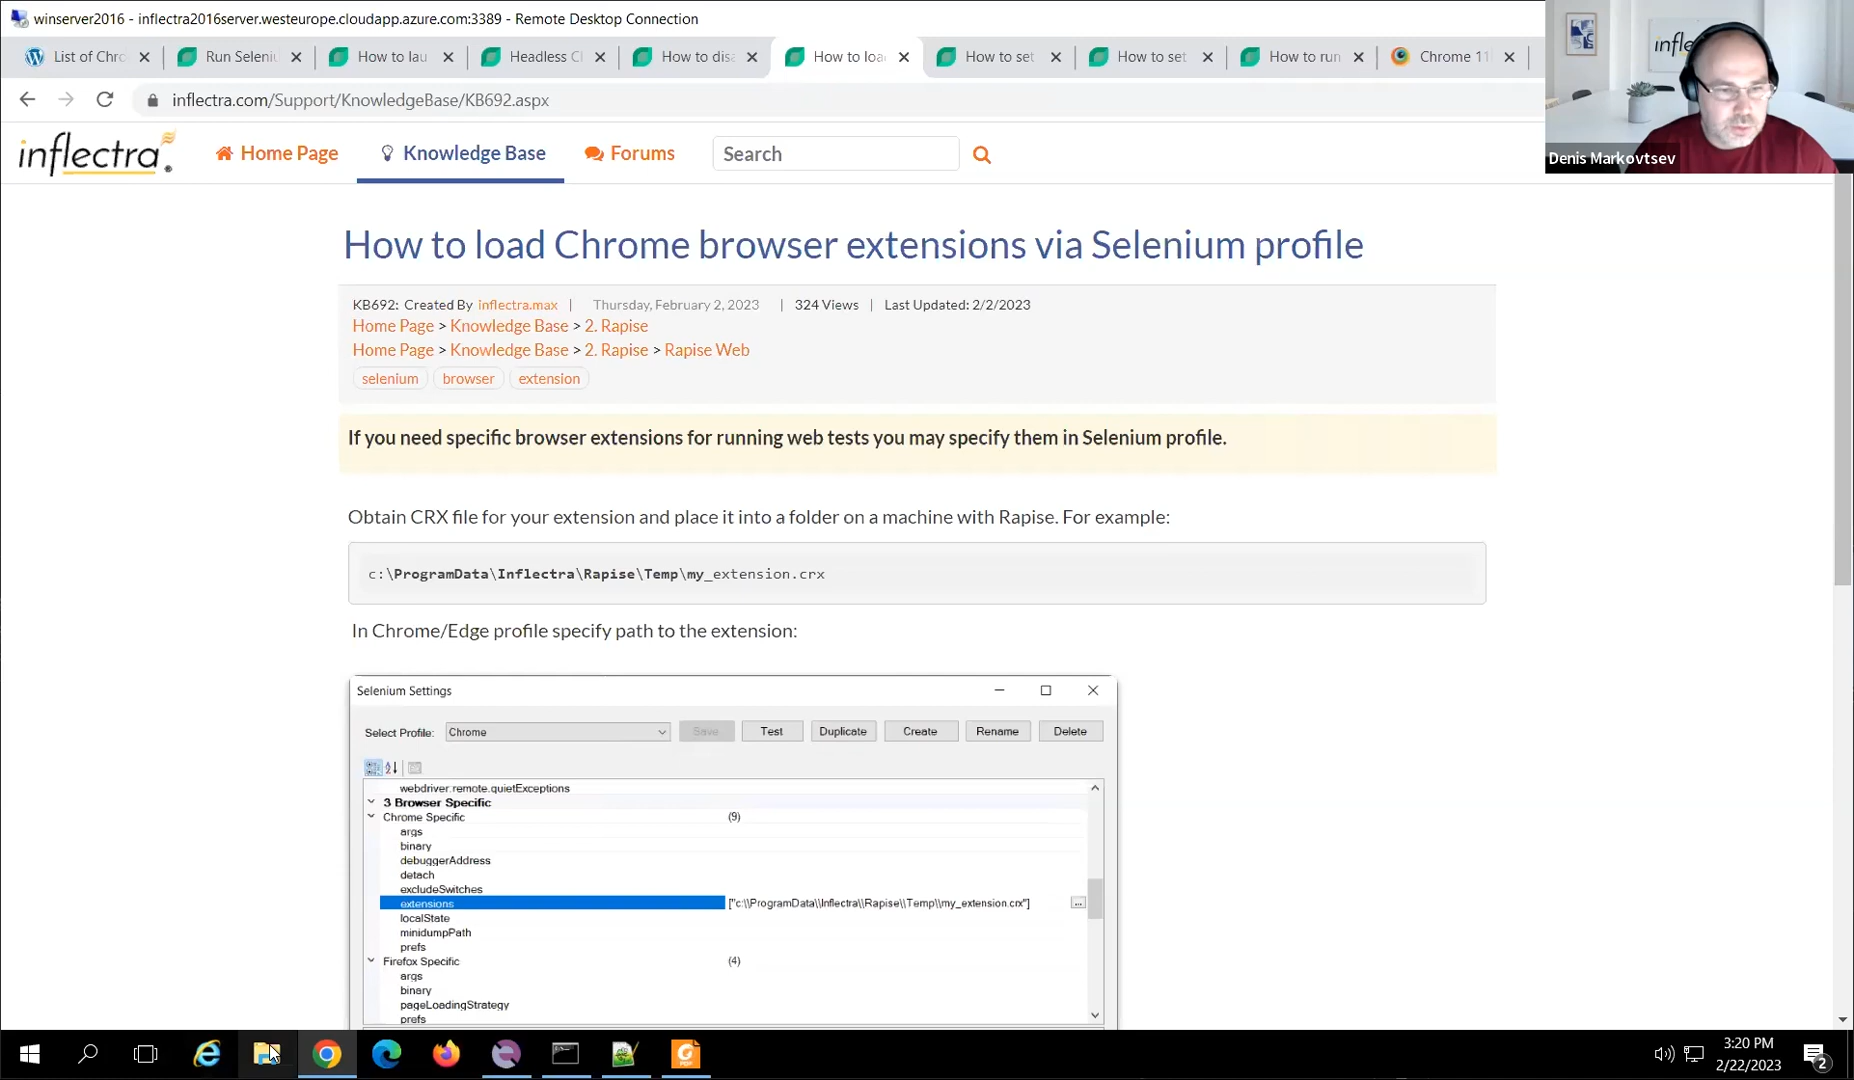 winserver2016 - inflectra2016server.westeurope.cloudapp.azure.com:3389 - Remote Desktop Connection
List of Chro
Run Seleni
How to lau
Headless C
How to disa
How to loa
How to set
How to set
How to run
Chrome 11
inflectra.com/Support/KnowledgeBase/KB692.aspx
infle
Denis Markovtsev
inflectra
Home Page
Knowledge Base
Forums
Search
How to load Chrome browser extensions via Selenium profile
KB692: Created By inflectra.max | Thursday, February 2, 2023 | 324 Views | Last Updated: 2/2/2023
Home Page > Knowledge Base > 2. Rapise
Home Page > Knowledge Base > 2. Rapise > Rapise Web
selenium browser extension
If you need specific browser extensions for running web tests you may specify them in Selenium profile.
Obtain CRX file for your extension and place it into a folder on a machine with Rapise. For example:
c:\ProgramData\Inflectra\Rapise\Temp\my_extension.crx
In Chrome/Edge profile specify path to the extension:
Selenium Settings
Select Profile: Chrome Save Test Duplicate Create Rename Delete
webdriver.remote.quietExceptions
3 Browser Specific
Chrome Specific (9)
args
binary
debuggerAddress
detach
excludeSwitches
extensions ["c:\\ProgramData\\Inflectra\\Rapise\\Temp\\my_extension.crx"] ...
localState
minidumpPath
prefs
Firefox Specific (4)
args
binary
pageLoadingStrategy
prefs
3:20 PM
2/22/2023
2